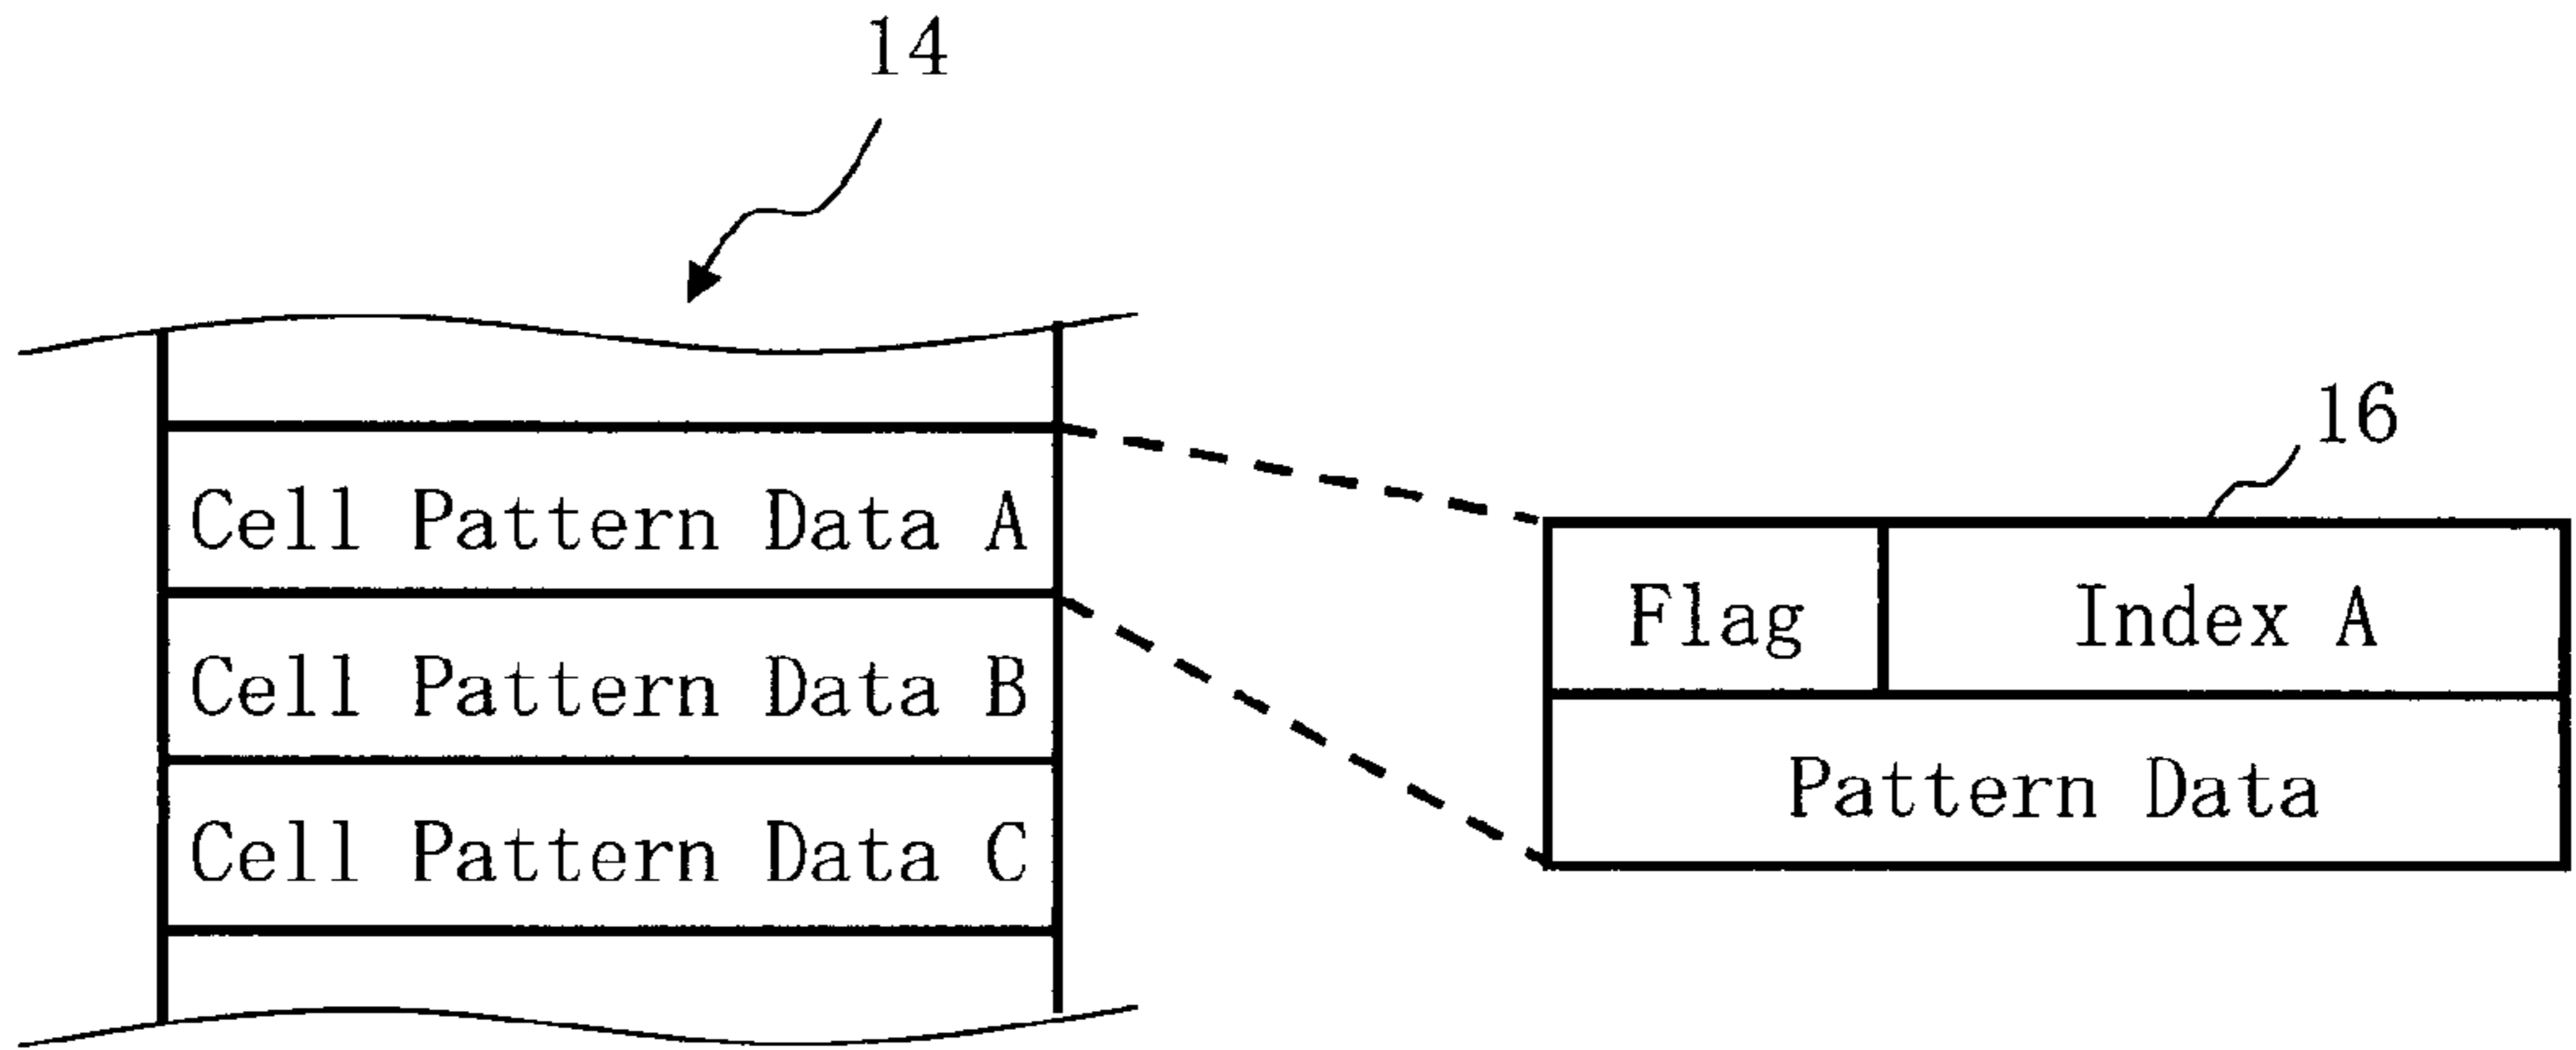 14
Cell Pattern Data A
Cell Pattern Data B
Cell Pattern Data C
16
Flag
Index A
Pattern Data